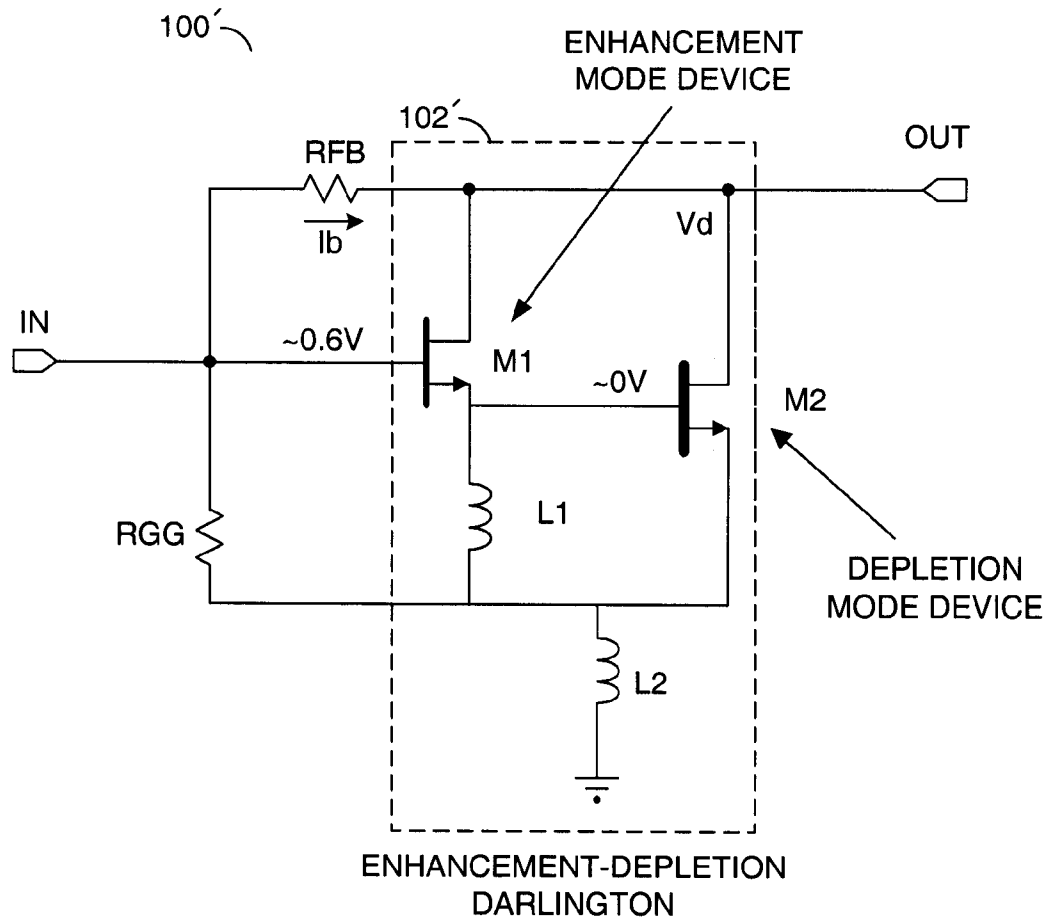 100′
ENHANCEMENT
MODE DEVICE
102′
OUT
RFB
Ib
Vd
IN
~0.6V
M1
~0V
M2
L1
RGG
DEPLETION
MODE DEVICE
L2
ENHANCEMENT-DEPLETION
DARLINGTON